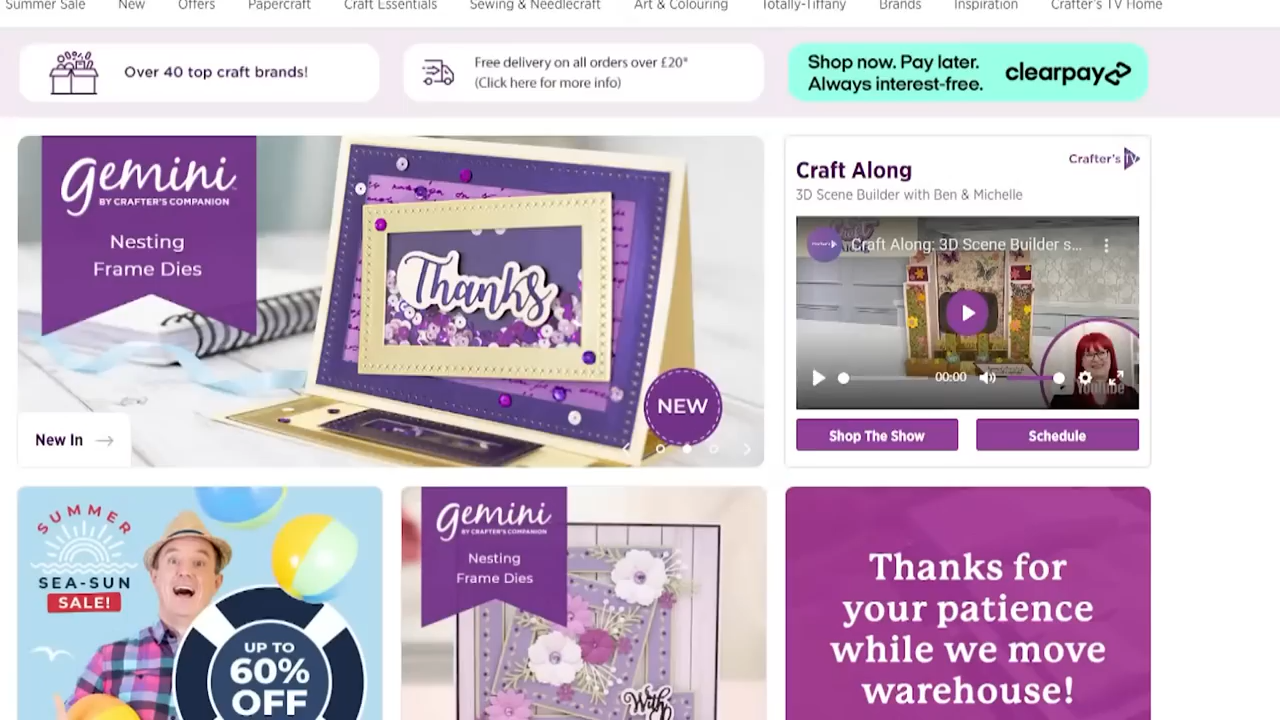 Summer Sale New Offers Papercraft Craft Essentials Sewing & Needlecraft Art & Colouring Totally-Tiffany Brands Inspiration Crafter's TV Home
Over 40 top craft brands!
Free delivery on all orders over £20*
(Click here for more info)
Shop now. Pay later.
Always interest-free.
clearpay
gemini
BY CRAFTER'S COMPANION
Nesting
Frame Dies
Thanks
NEW
New In
Crafter's TV
Craft Along
3D Scene Builder with Ben & Michelle
Craft Along: 3D Scene Builder s...
00:00
YouTube
Shop The Show
Schedule
SUMMER
SEA-SUN
SALE!
UP TO
60%
OFF
gemini
BY CRAFTER'S COMPANION
Nesting
Frame Dies
With
Thanks for
your patience
while we move
warehouse!